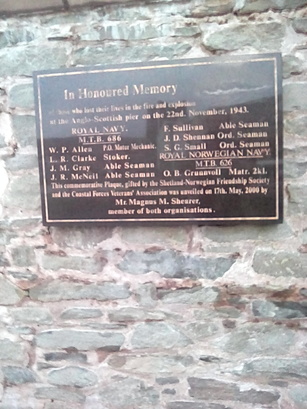 In Honoured Memory
of those who lost their lives in the fire and explosion
at the Anglo-Scottish pier on the 22nd. November, 1943.
ROYAL NAVY.
M.T.B. 686
W. P. Allen P.O. Motor Mechanic.
L. R. Clarke Stoker.
J. M. Gray Able Seaman
J. R. McNeil Able Seaman
F. Sullivan Able Seaman
J. D. Shennan Ord. Seaman
S. G. Small Ord. Seaman
ROYAL NORWEGIAN NAVY
MTB. 626
O. B. Grunnvoll Matr. 2kl.
This commemorative Plaque, gifted by the Shetland-Norwegian Friendship Society
and the Coastal Forces Veterans' Association was unveiled on 17th. May, 2000 by
Mr. Magnus M. Shearer,
member of both organisations.